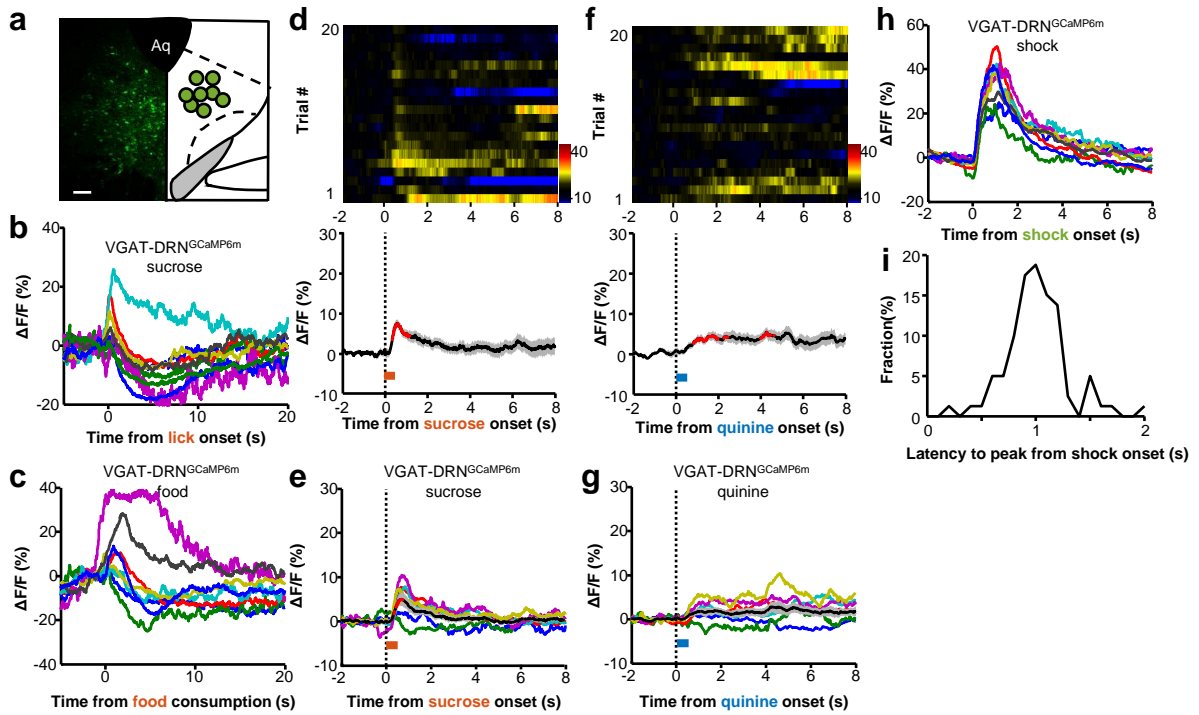 a
Aq
b
VGAT-DRN^GCaMP6m
sucrose
ΔF/F (%)
40
20
0
-20
0
10
20
Time from lick onset (s)
c
VGAT-DRN^GCaMP6m
food
ΔF/F (%)
40
20
0
-20
-40
0
10
20
Time from food consumption (s)
d
Trial #
20
1
40
-10
-2 0 2 4 6 8
ΔF/F (%)
30
20
10
0
-10
-2 0 2 4 6 8
Time from sucrose onset (s)
e
VGAT-DRN^GCaMP6m
sucrose
ΔF/F (%)
30
20
10
0
-10
-2 0 2 4 6 8
Time from sucrose onset (s)
f
Trial #
20
1
40
-10
-2 0 2 4 6 8
ΔF/F (%)
30
20
10
0
-10
-2 0 2 4 6 8
Time from quinine onset (s)
g
VGAT-DRN^GCaMP6m
quinine
ΔF/F (%)
30
20
10
0
-10
-2 0 2 4 6 8
Time from quinine onset (s)
h
VGAT-DRN^GCaMP6m
shock
ΔF/F (%)
60
40
20
0
-20
-2 0 2 4 6 8
Time from shock onset (s)
i
Fraction(%)
20
15
10
5
0
0 1 2
Latency to peak from shock onset (s)